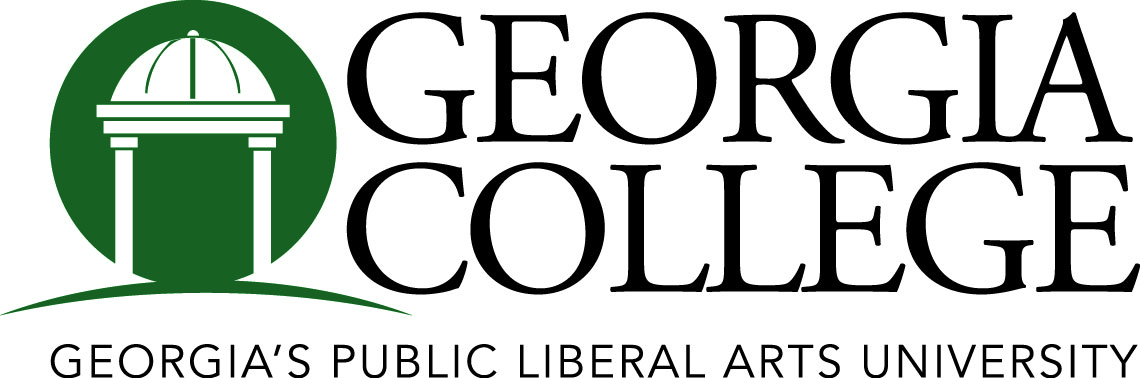 GEORGIA
COLLEGE
GEORGIA'S PUBLIC LIBERAL ARTS UNIVERSITY